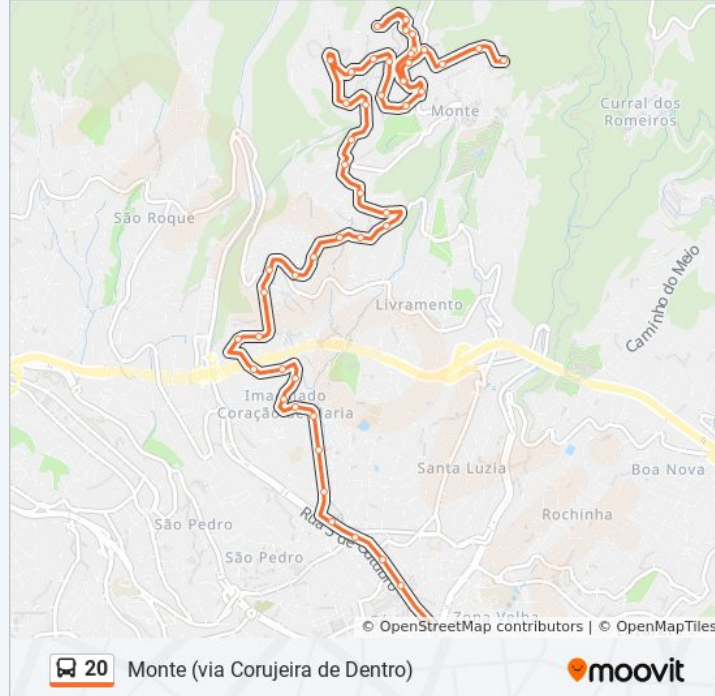 Monte
Curral dos
Romeiros
São Roque
Caminho do Meio
Livramento
Santa Luzia
Boa Nova
Rochinha
São Pedro
São Pedro
Rua 5 de Outubro
Zona Velha
© OpenStreetMap contributors | © OpenMapTiles
20 Monte (via Corujeira de Dentro)
moovit